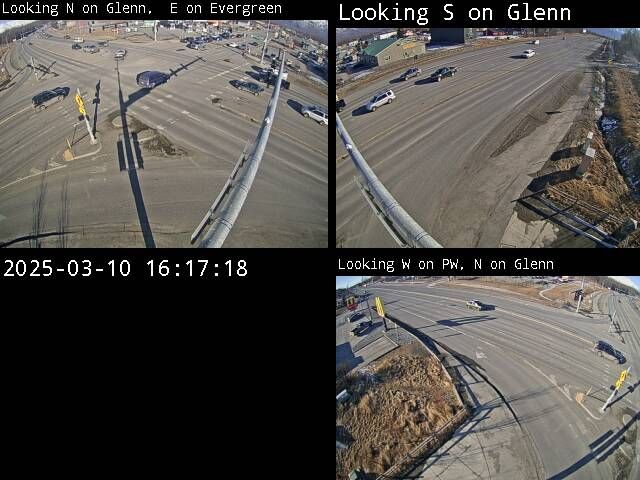 Looking N on Glenn,  E on Evergreen
Looking S on Glenn
2025-03-10 16:17:18
Looking W on PW, N on Glenn